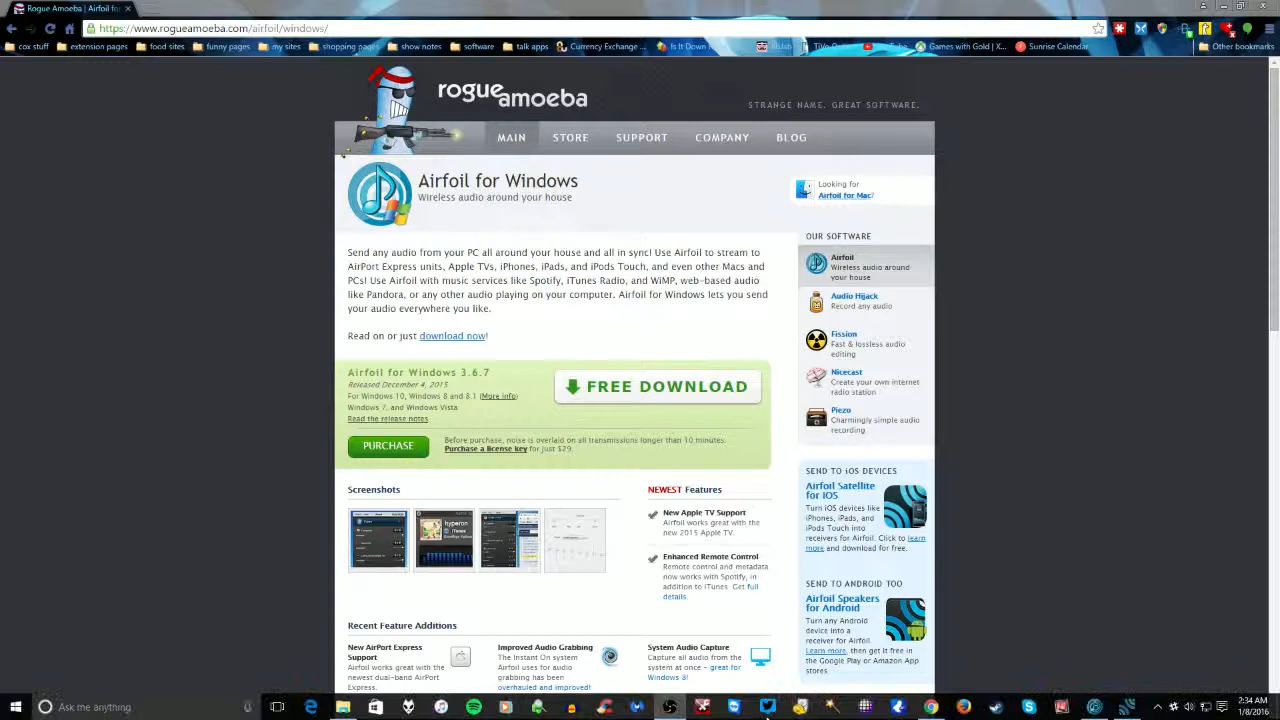 Rogue Amoeba | Airfoil for
https://www.rogueamoeba.com/airfoil/windows/
cox stuff
extension pages
food sites
funny pages
my sites
shopping pages
show notes
software
talk apps
Currency Exchange ...
Is It Down R
YouTube
Games with Gold | X...
Sunrise Calendar
Other bookmarks
rogue amoeba
STRANGE NAME. GREAT SOFTWARE.
MAIN
STORE
SUPPORT
COMPANY
BLOG
Airfoil for Windows
Wireless audio around your house
Looking for
Airfoil for Mac?
Send any audio from your PC all around your house and all in sync! Use Airfoil to stream to
AirPort Express units, Apple TVs, iPhones, iPads, and iPods Touch, and even other Macs and
PCs! Use Airfoil with music services like Spotify, iTunes Radio, and WiMP, web-based audio
like Pandora, or any other audio playing on your computer. Airfoil for Windows lets you send
your audio everywhere you like.
Read on or just download now!
Airfoil for Windows 3.6.7
Released December 4, 2015
For Windows 10, Windows 8 and 8.1 (More info)
Windows 7, and Windows Vista
Read the release notes
FREE DOWNLOAD
PURCHASE
Before purchase, noise is overlaid on all transmissions longer than 10 minutes.
Purchase a license key for just $29.
Screenshots
hyperion
iTunes
NEWEST Features
New Apple TV Support
Airfoil works great with the
new 2015 Apple TV.
Enhanced Remote Control
Remote control and metadata
now works with Spotify, in
addition to iTunes. Get full
details.
Recent Feature Additions
New AirPort Express
Support
Airfoil works great with the
newest dual-band AirPort
Express.
Improved Audio Grabbing
The Instant On system
Airfoil uses for audio
grabbing has been
overhauled and improved!
System Audio Capture
Capture all audio from the
system at once - great for
Windows 8!
OUR SOFTWARE
Airfoil
Wireless audio around
your house
Audio Hijack
Record any audio
Fission
Fast & lossless audio
editing
Nicecast
Create your own internet
radio station
Piezo
Charmingly simple audio
recording
SEND TO iOS DEVICES
Airfoil Satellite
for iOS
Turn iOS devices like
iPhones, iPads, and
iPods Touch into
receivers for Airfoil. Click to learn
more and download for free.
SEND TO ANDROID TOO
Airfoil Speakers
for Android
Turn any Android
device into a
receiver for Airfoil.
Learn more, then get it free in
the Google Play or Amazon App
stores.
Ask me anything
2:34 AM
1/8/2016